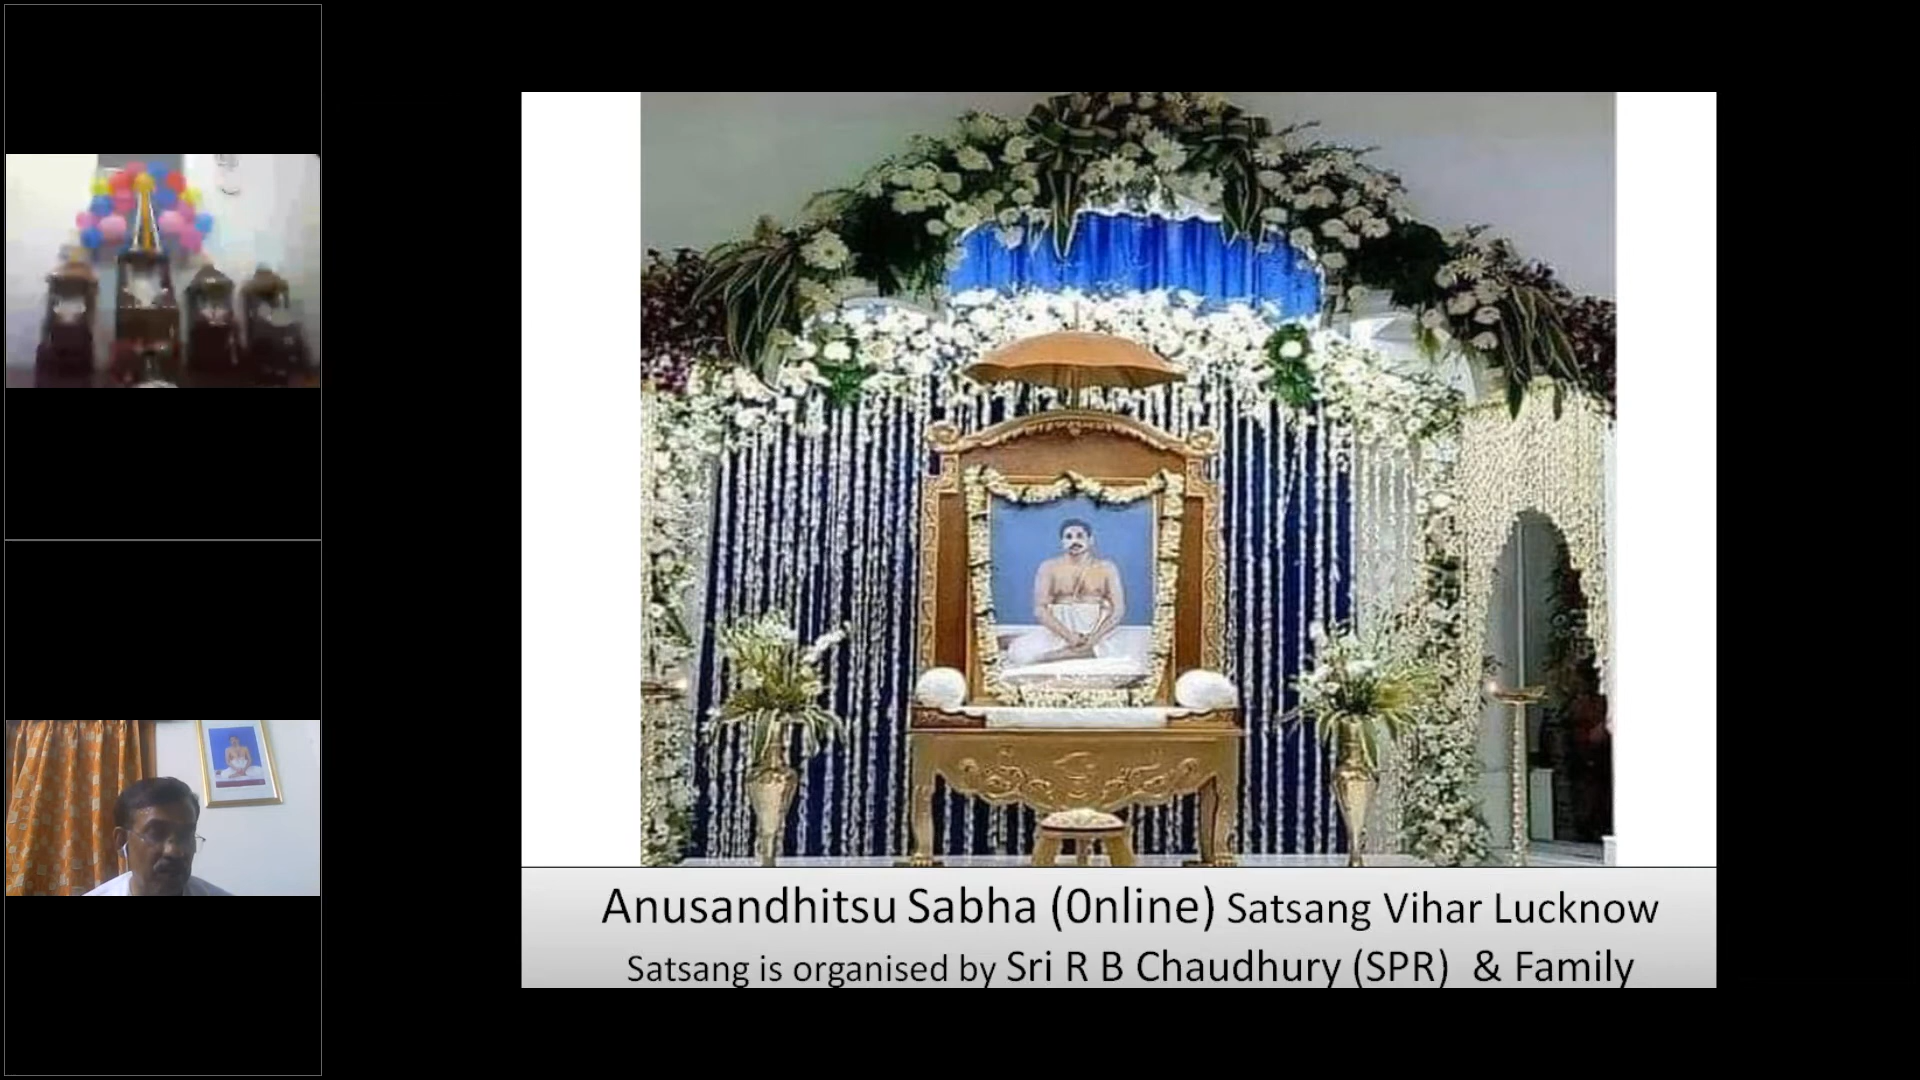 Anusandhitsu Sabha (0nline) Satsang Vihar Lucknow
Satsang is organised by Sri R B Chaudhury (SPR) & Family